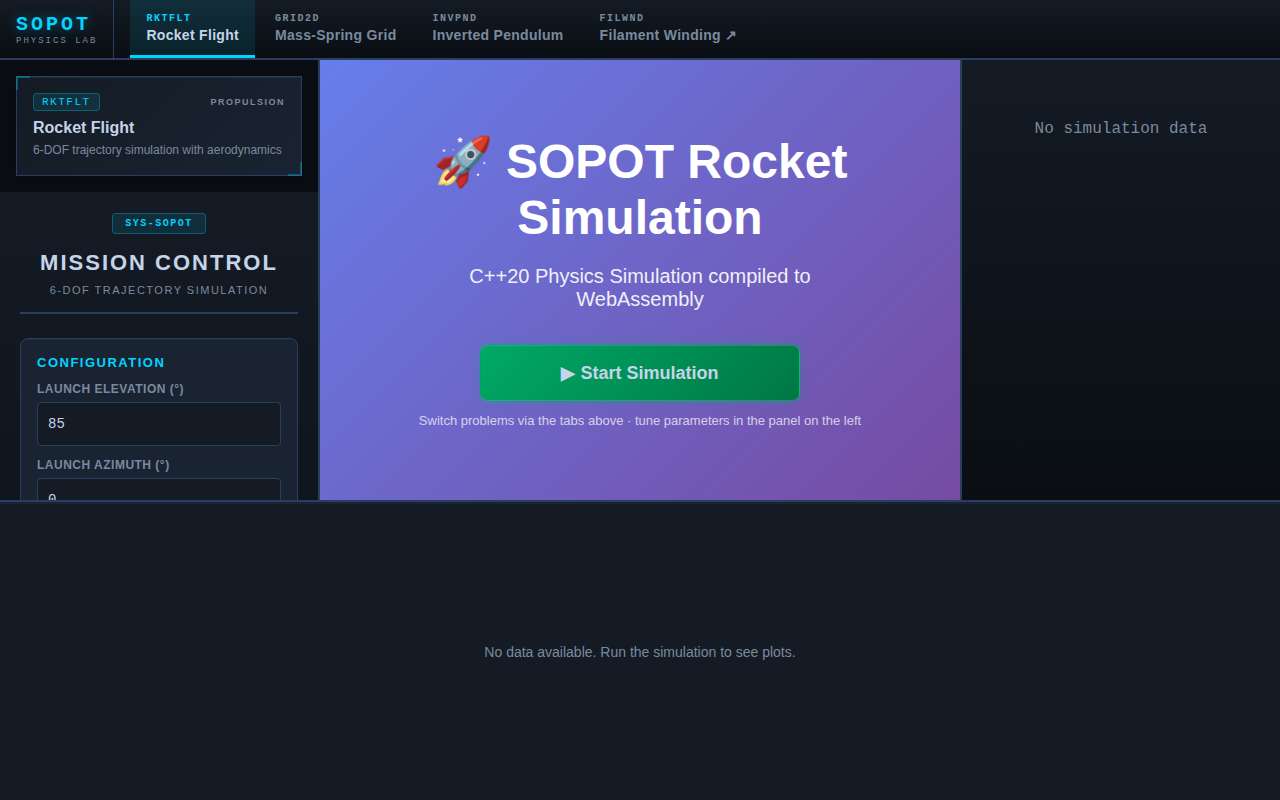 SOPOT
PHYSICS LAB
RKTFLT
Rocket Flight
GRID2D
Mass-Spring Grid
INVPND
Inverted Pendulum
FILWND
Filament Winding ↗
RKTFLT
PROPULSION
Rocket Flight
6-DOF trajectory simulation with aerodynamics
SYS-SOPOT
MISSION CONTROL
6-DOF TRAJECTORY SIMULATION
CONFIGURATION
LAUNCH ELEVATION (°)
85
LAUNCH AZIMUTH (°)
0
🚀 SOPOT Rocket
Simulation
C++20 Physics Simulation compiled to
WebAssembly
▶ Start Simulation
Switch problems via the tabs above · tune parameters in the panel on the left
No simulation data
No data available. Run the simulation to see plots.